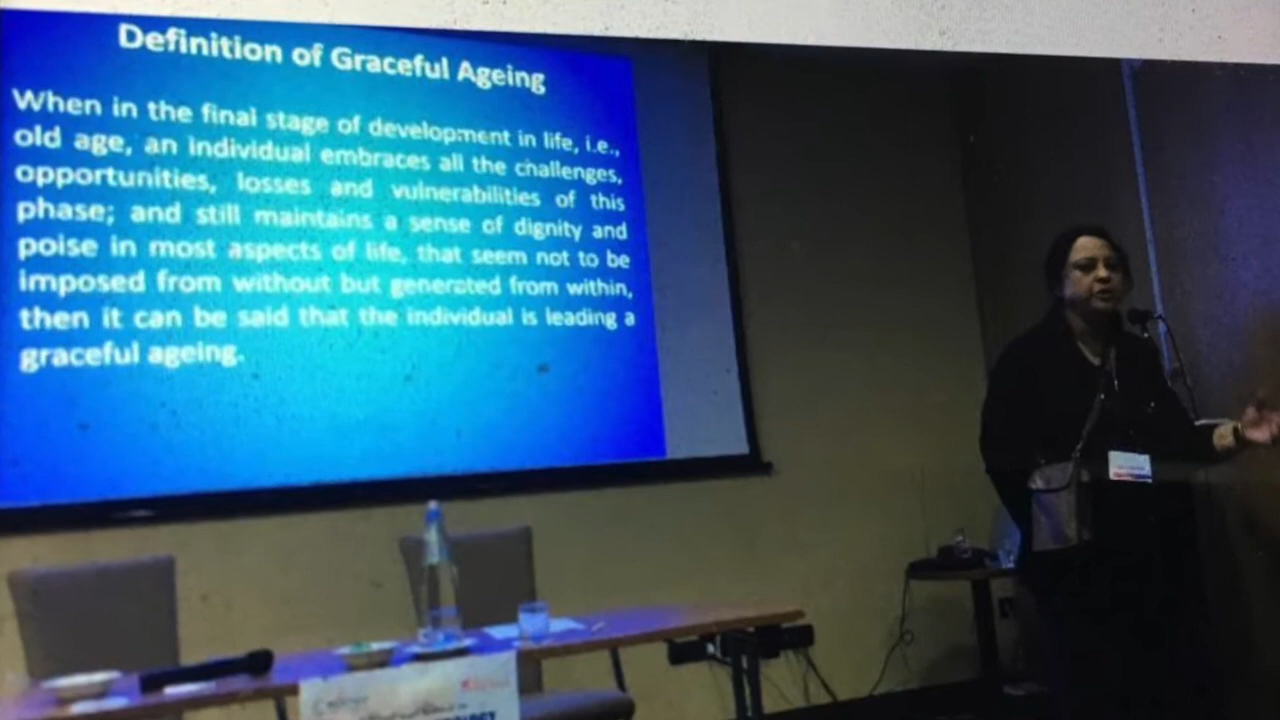 Definition of Graceful Ageing
When in the final stage of development in life, i.e.,
old age, an individual embraces all the challenges,
opportunities, losses and vulnerabilities of this
phase; and still maintains a sense of dignity and
poise in most aspects of life, that seem not to be
imposed from without but generated from within,
then it can be said that the individual is leading a
graceful ageing.